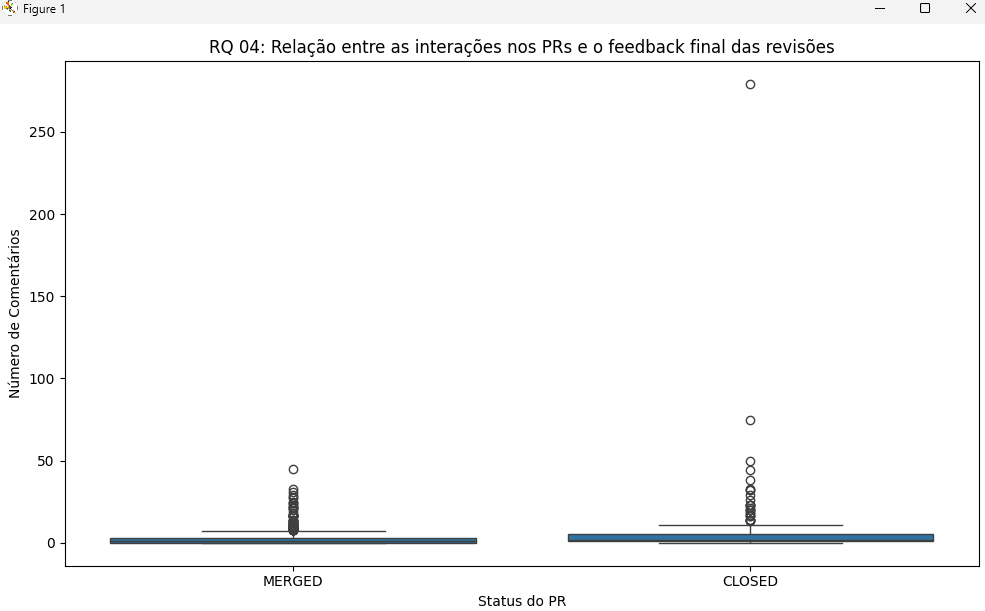 Figure 1
RQ 04: Relação entre as interações nos PRs e o feedback final das revisões
Número de Comentários
250
200
150
100
50
0
MERGED CLOSED
Status do PR